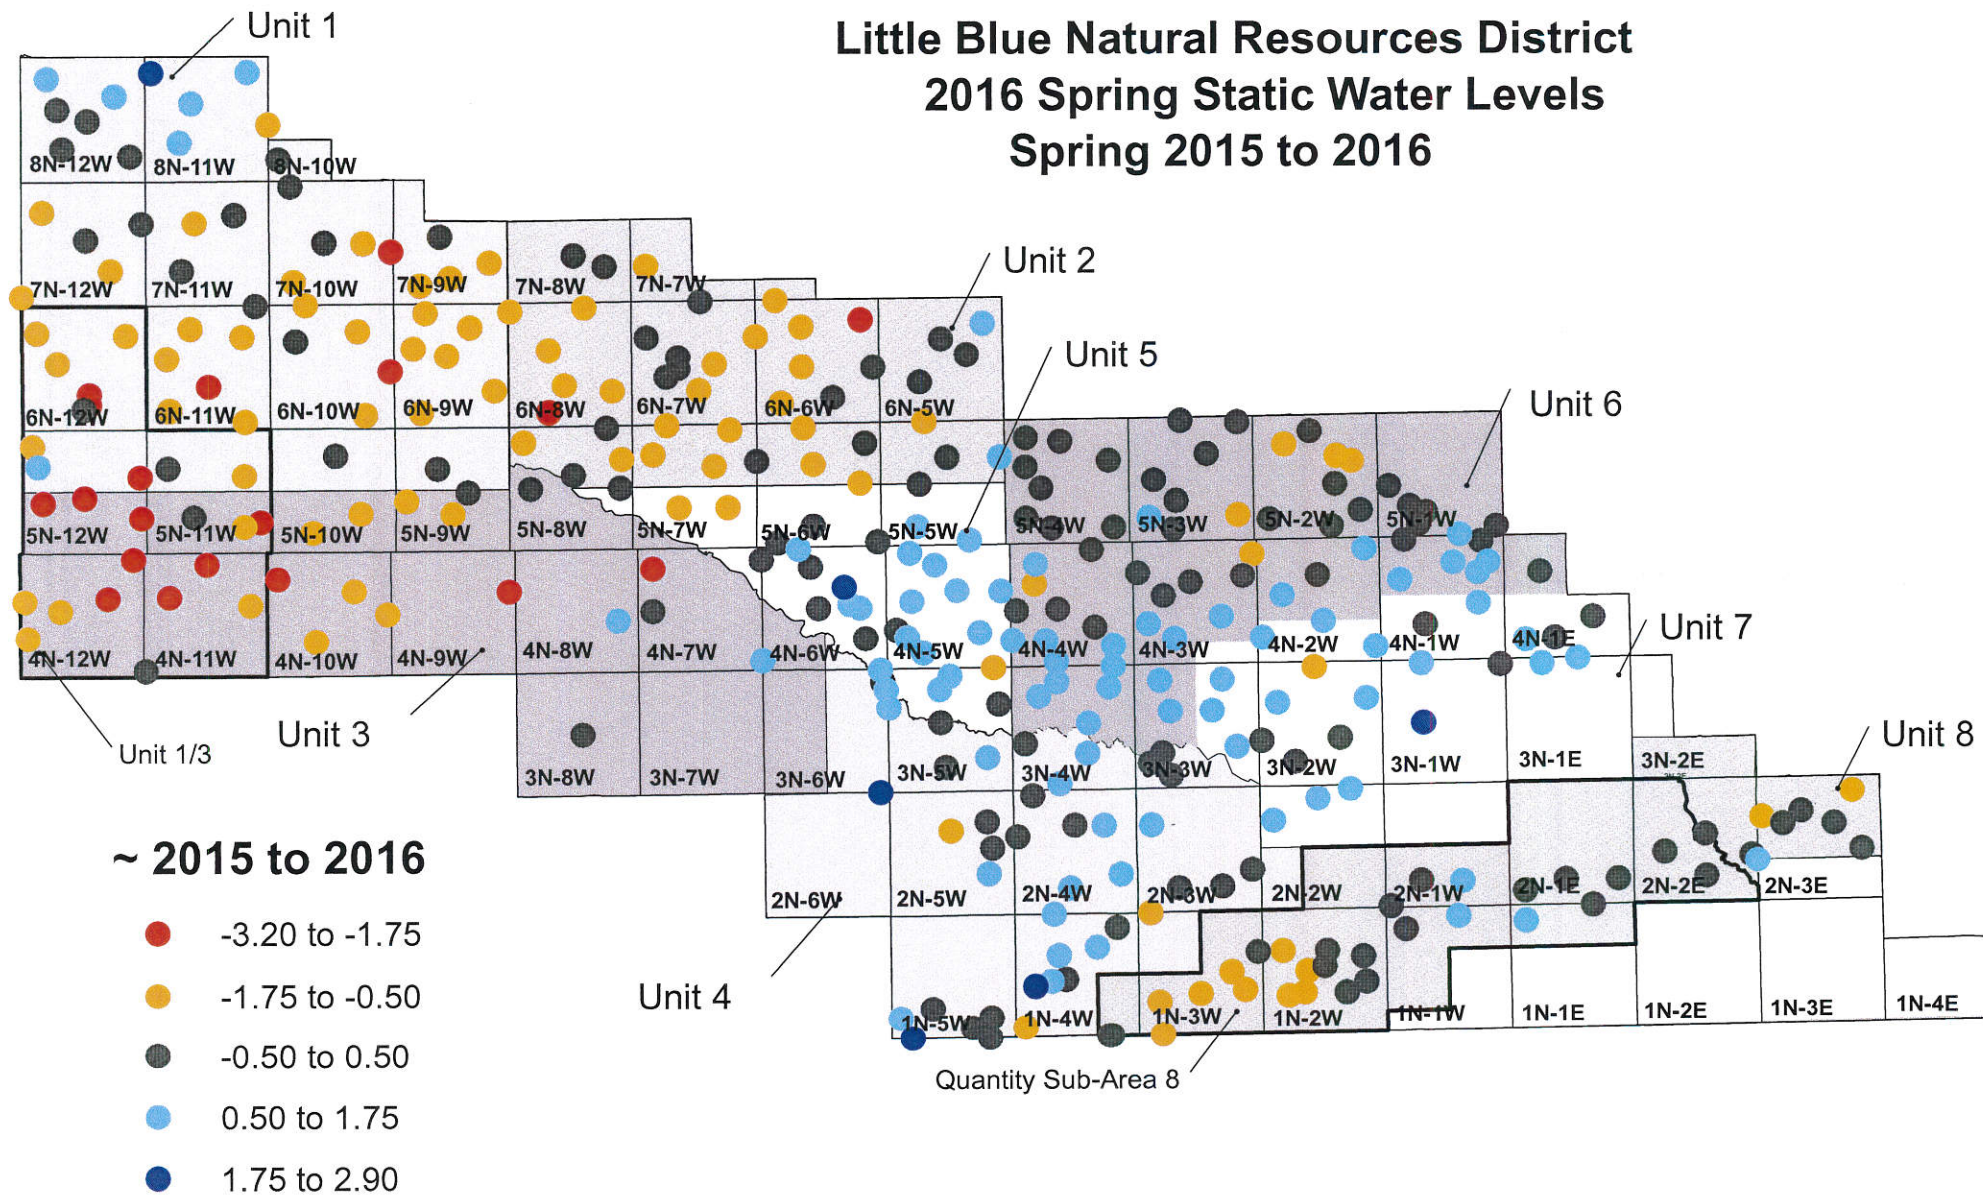 Little Blue Natural Resources District
2016 Spring Static Water Levels
Spring 2015 to 2016
Unit 1
8N-12W
8N-11W
8N-10W
Unit 2
7N-12W
7N-11W
7N-10W
7N-9W
7N-8W
7N-7W
Unit 5
Unit 6
6N-12W
6N-11W
6N-10W
6N-9W
6N-8W
6N-7W
6N-6W
6N-5W
5N-12W
5N-11W
5N-10W
5N-9W
5N-8W
5N-7W
5N-6W
5N-5W
5N-4W
5N-3W
5N-2W
5N-1W
Unit 7
4N-12W
4N-11W
4N-10W
4N-9W
4N-8W
4N-7W
4N-6W
4N-5W
4N-4W
4N-3W
4N-2W
4N-1W
4N-1E
Unit 1/3
Unit 3
Unit 8
3N-8W
3N-7W
3N-6W
3N-5W
3N-4W
3N-3W
3N-2W
3N-1W
3N-1E
3N-2E
2N-6W
2N-5W
2N-4W
2N-3W
2N-2W
2N-1W
2N-1E
2N-2E
2N-3E
Unit 4
1N-5W
1N-4W
1N-3W
1N-2W
1N-1W
1N-1E
1N-2E
1N-3E
1N-4E
Quantity Sub-Area 8
~ 2015 to 2016
-3.20 to -1.75
-1.75 to -0.50
-0.50 to 0.50
0.50 to 1.75
1.75 to 2.90